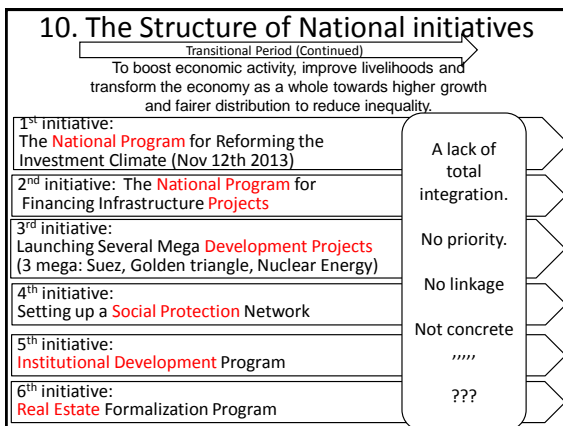 10. The Structure of National initiatives
Transitional Period (Continued)
To boost economic activity, improve livelihoods and
transform the economy as a whole towards higher growth
and fairer distribution to reduce inequality.
1st initiative:
The National Program for Reforming the
Investment Climate (Nov 12th 2013)
2nd initiative:  The National Program for
Financing Infrastructure Projects
3rd initiative:
Launching Several Mega Development Projects
(3 mega: Suez, Golden triangle, Nuclear Energy)
4th initiative:
Setting up a Social Protection Network
5th initiative:
Institutional Development Program
6th initiative:
Real Estate Formalization Program
A lack of
total
integration.
No priority.
No linkage
Not concrete
,,,,,
???